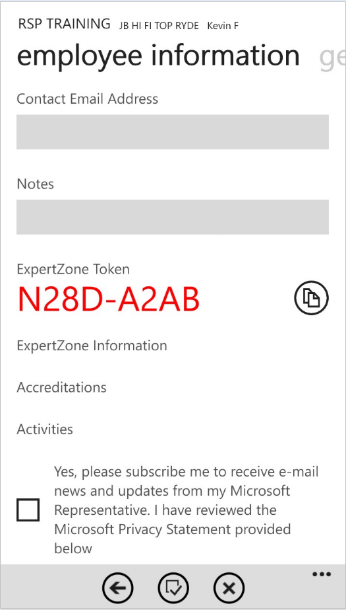 RSP TRAINING JB HI FI TOP RYDE Kevin F
employee information ge
Contact Email Address
Notes
ExpertZone Token
N28D-A2AB
ExpertZone Information
Accreditations
Activities
Yes, please subscribe me to receive e-mail
news and updates from my Microsoft
Representative. I have reviewed the
Microsoft Privacy Statement provided
below